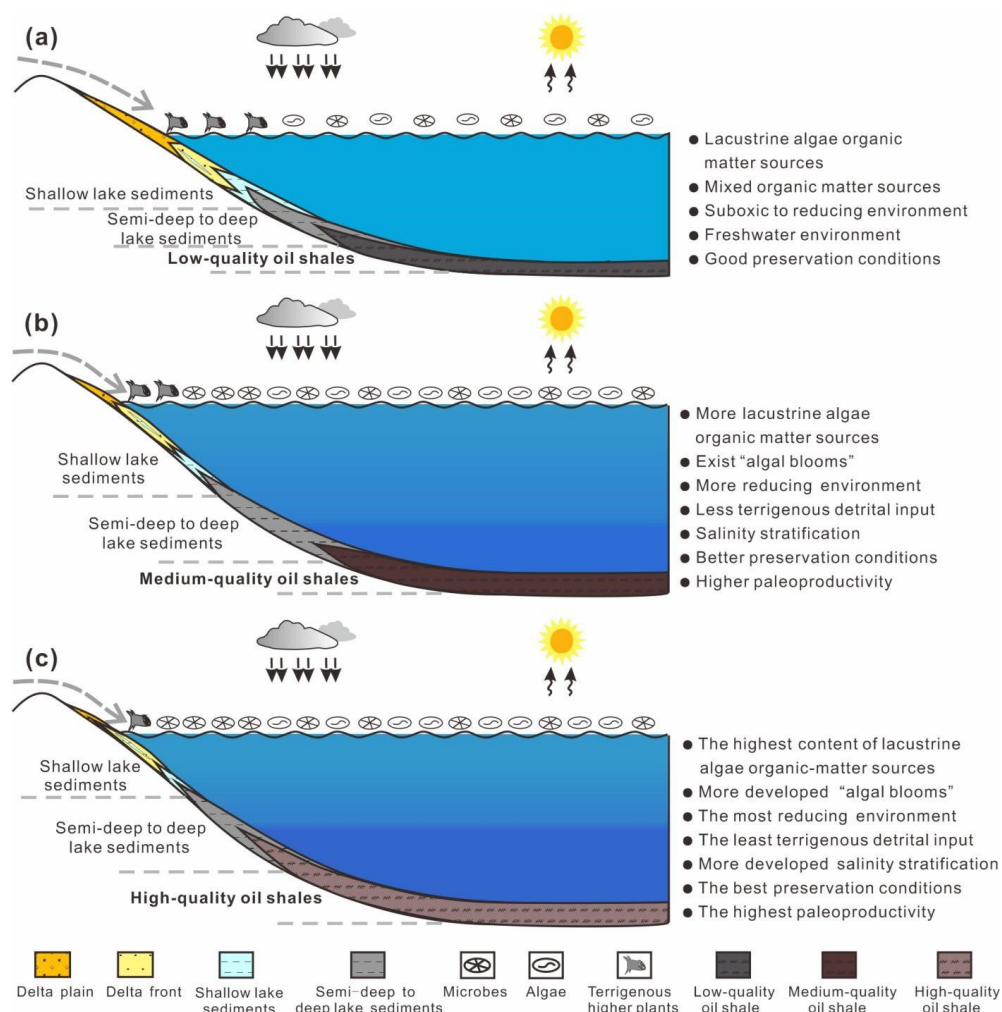 (a)
Shallow lake sediments
Semi-deep to deep
lake sediments
Low-quality oil shales
● Lacustrine algae organic
matter sources
● Mixed organic matter sources
● Suboxic to reducing environment
● Freshwater environment
● Good preservation conditions
(b)
Shallow lake
sediments
Semi-deep to deep
lake sediments
Medium-quality oil shales
● More lacustrine algae
organic matter sources
● Exist “algal blooms”
● More reducing environment
● Less terrigenous detrital input
● Salinity stratification
● Better preservation conditions
● Higher paleoproductivity
(c)
Shallow lake
sediments
Semi-deep to deep
lake sediments
High-quality oil shales
● The highest content of lacustrine
algae organic-matter sources
● More developed “algal blooms”
● The most reducing environment
● The least terrigenous detrital input
● More developed salinity stratification
● The best preservation conditions
● The highest paleoproductivity
Delta plain
Delta front
Shallow lake
sediments
Semi-deep to
deep lake sediments
Microbes
Algae
Terrigenous
higher plants
Low-quality
oil shale
Medium-quality
oil shale
High-quality
oil shale